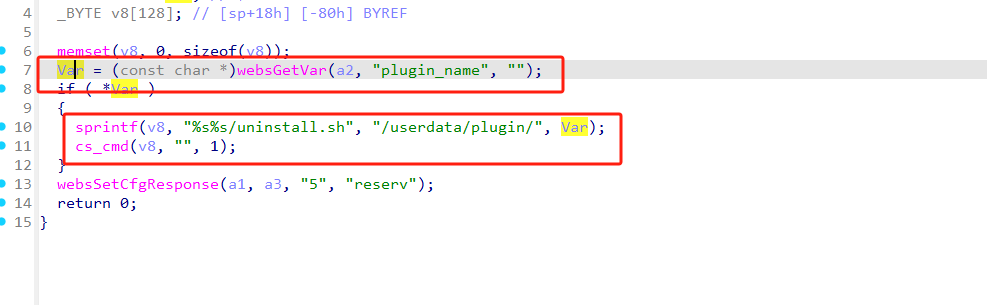 4 _BYTE v8[128]; // [sp+18h] [-80h] BYREF
5
6 memset(v8, 0, sizeof(v8));
7 Var = (const char *)websGetVar(a2, "plugin_name", "");
8 if ( *Var )
9 {
10 sprintf(v8, "%s%s/uninstall.sh", "/userdata/plugin/", Var);
11 cs_cmd(v8, "", 1);
12 }
13 websSetCfgResponse(a1, a3, "5", "reserv");
14 return 0;
15 }